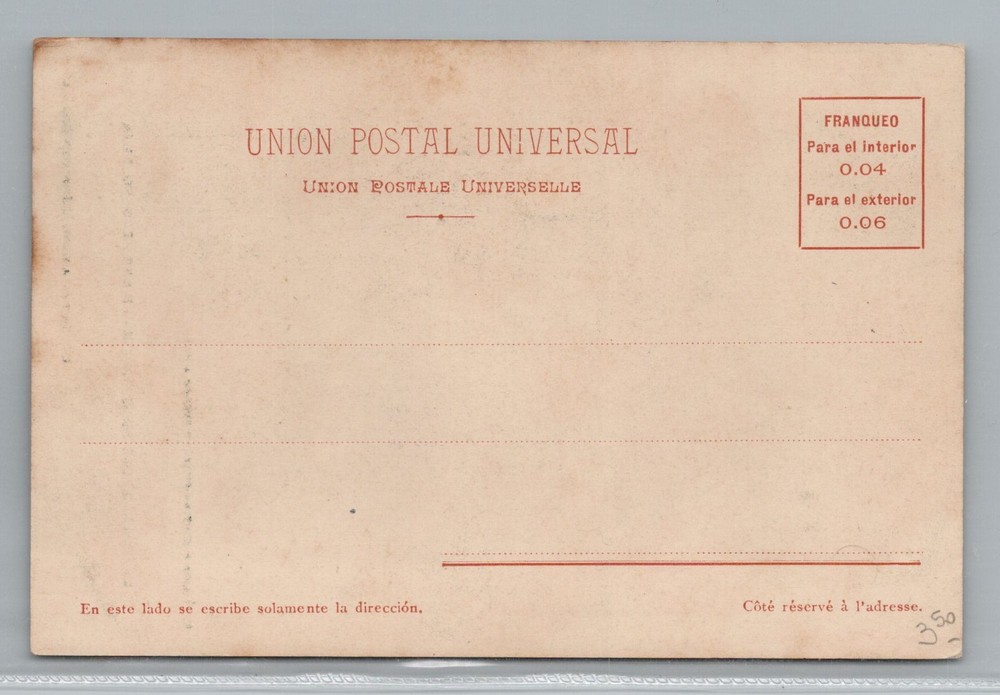 UNION POSTAL UNIVERSAL
UNION POSTALE UNIVERSELLE
FRANQUEO
Para el interior
0.04
Para el exterior
0.06
En este lado se escribe solamente la dirección.
Côté réservé à l'adresse.
3 50